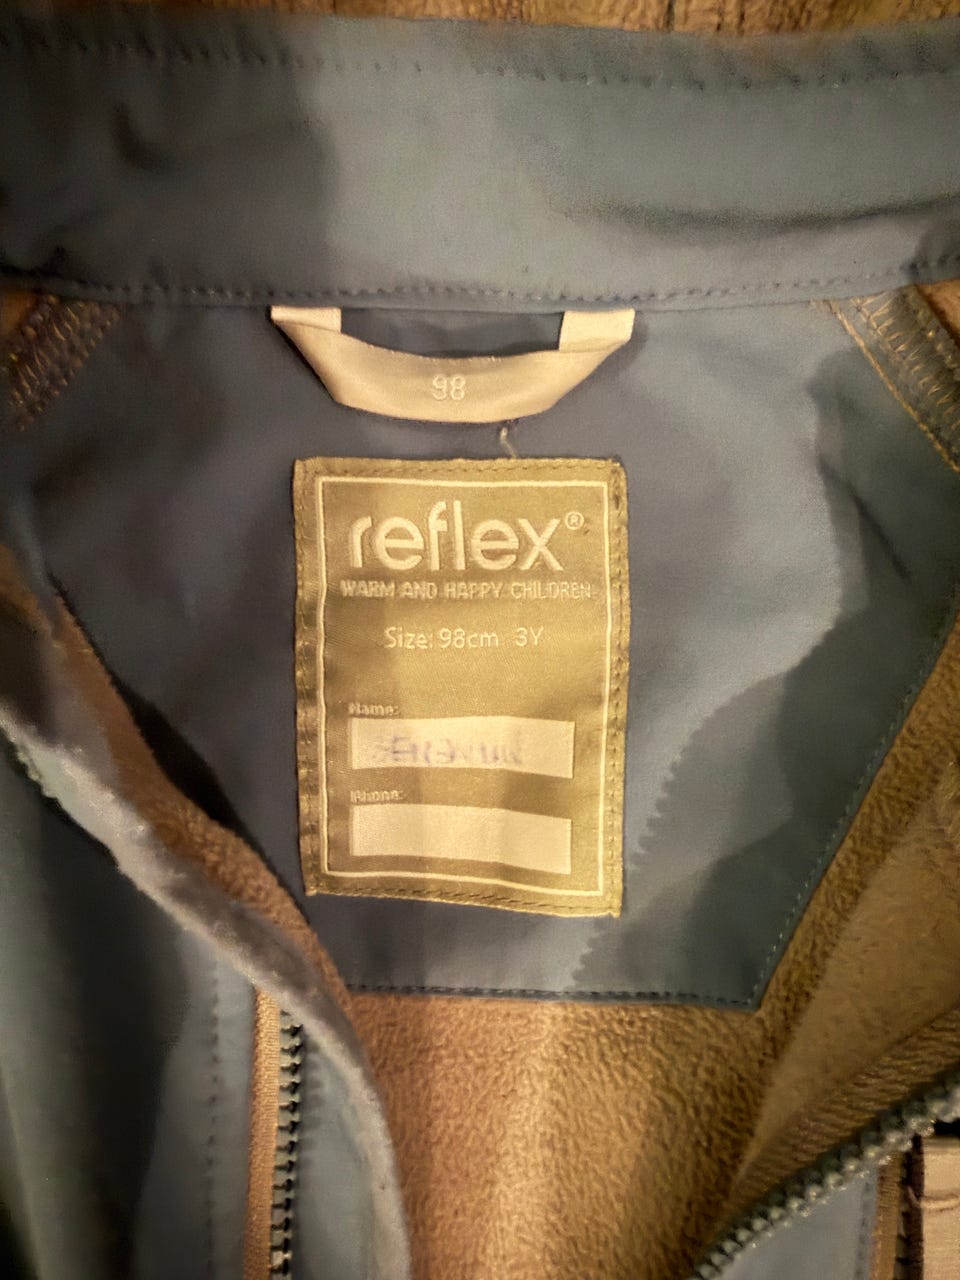 98
reflex®
WARM AND HAPPY CHILDREN
Size: 98cm 3Y
Name:
Phone: